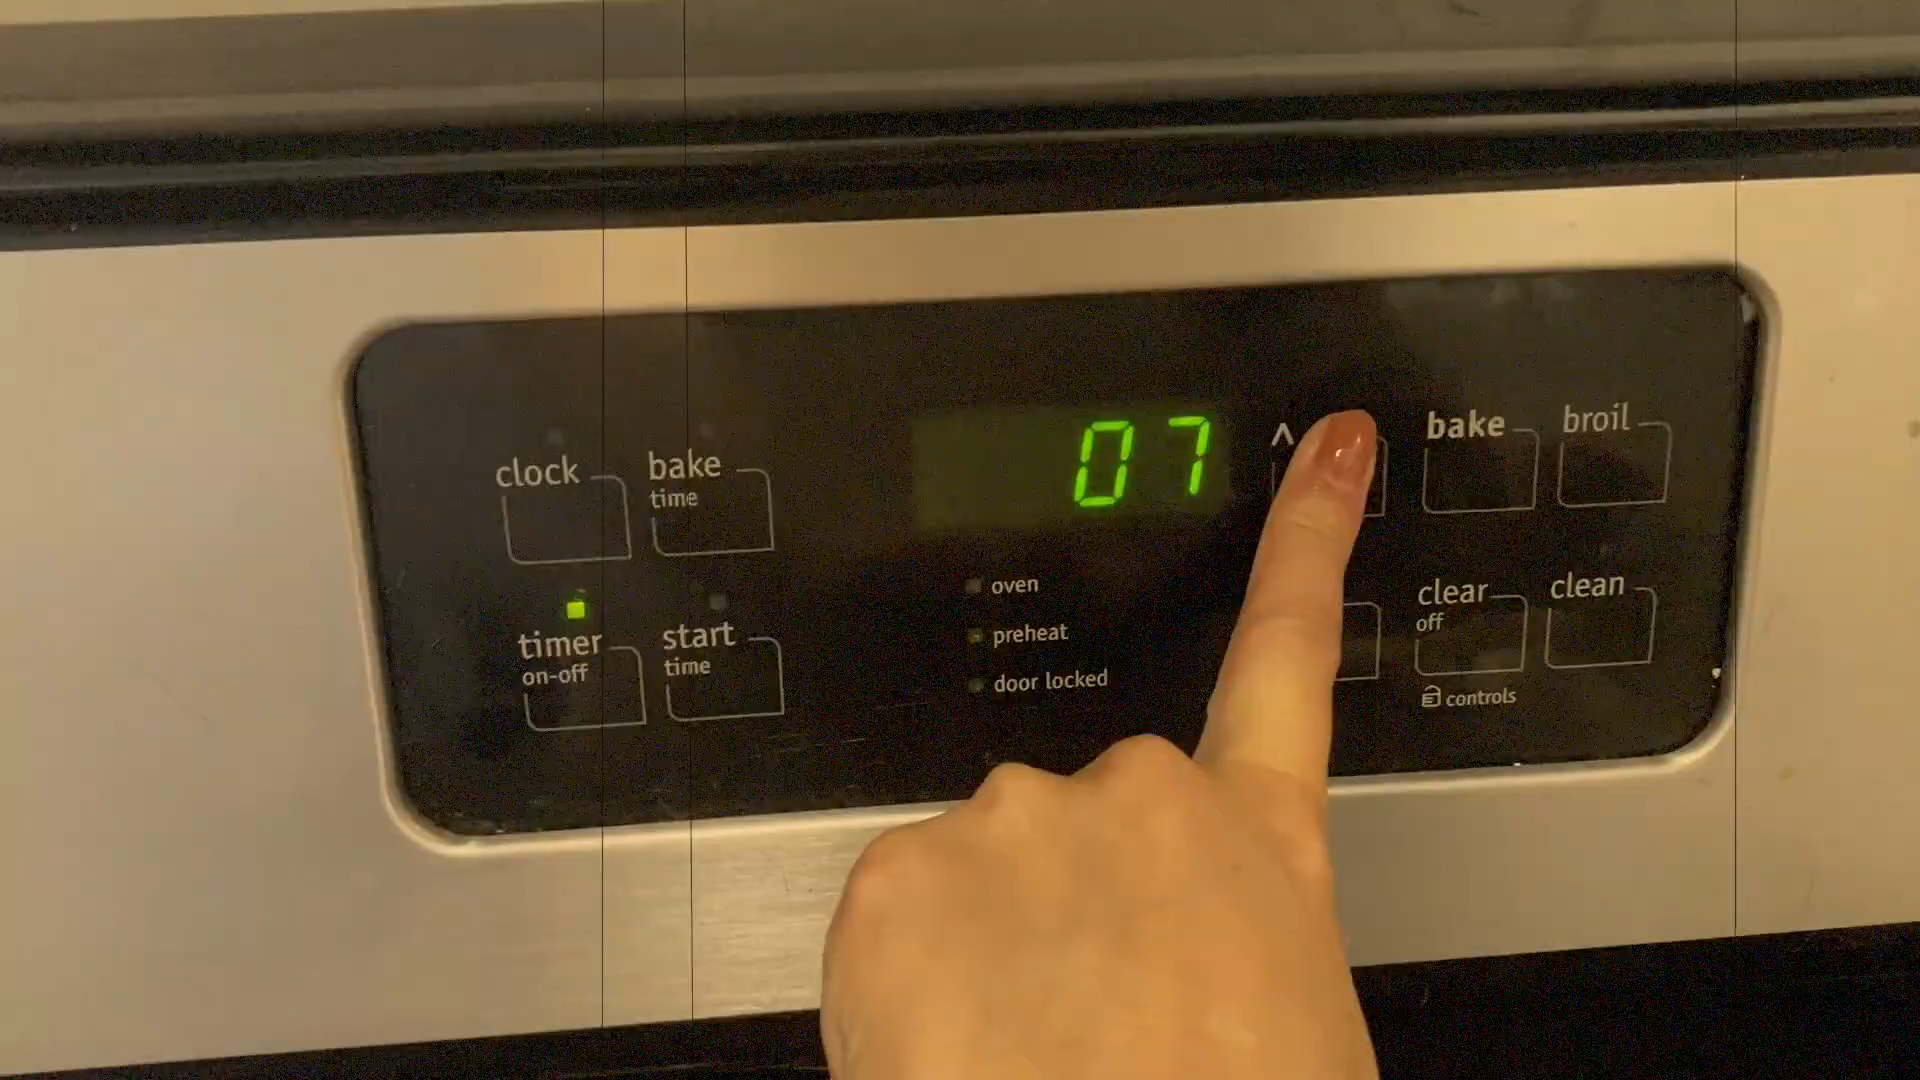 clock
bake
time
07
^
bake
broil
timer
on-off
start
time
oven
preheat
door locked
clear
off
clean
controls